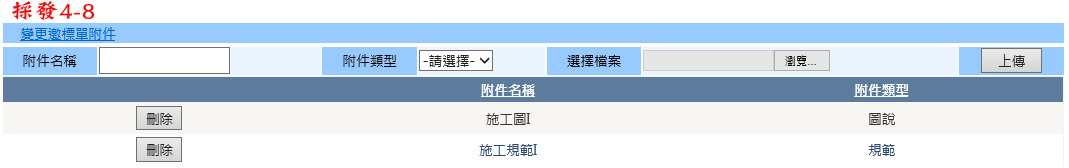 採發4-8
變更邀標單附件
附件名稱 附件類型 -請選擇- 選擇檔案 瀏覽... 上傳
附件名稱 附件類型
刪除 施工圖I 圖說
刪除 施工規範I 規範